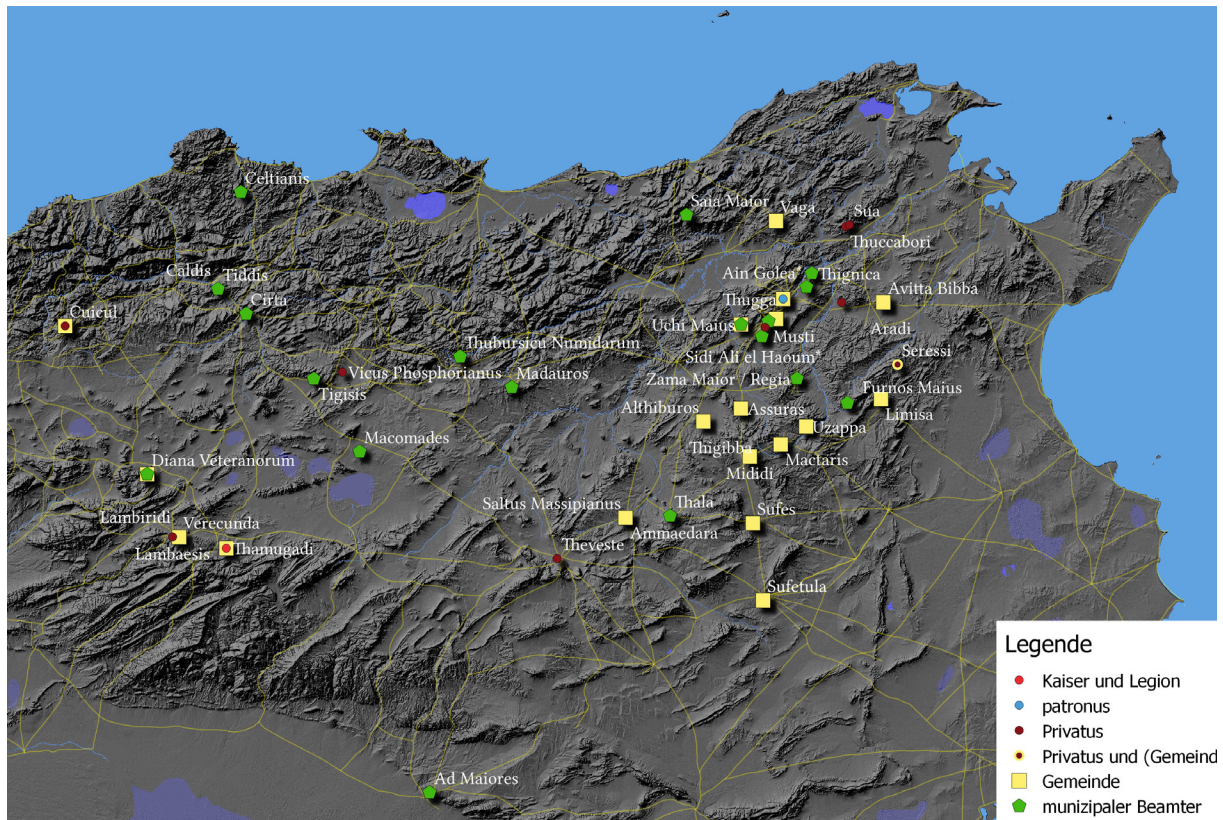 Celtianis
Saia Maior
Vaga
Sua
Thuccabori
Caldis
Tiddis
Ain Golea*
Thignica
Cirta
Thugga
Avitta Bibba
Cuicul
Uchi Maius
Musti
Aradi
Thubursicu Numidarum
Sidi Ali el Haoum*
Seressi
Vicus Phosphorianus
Madauros
Zama Maior
Regia
Furnos Maius
Tigisis
Althiburos
Assuras
Limisa
Uzappa
Macomades
Thigibba
Mactaris
Diana Veteranorum
Mididi
Saltus Massipianus
Thala
Sufes
Lambiridi
Verecunda
Ammaedara
Lambaesis
Thamugadi
Theveste
Sufetula
Ad Maiores
Legende
Kaiser und Legion
patronus
Privatus
Privatus und (Gemeind
Gemeinde
munizipaler Beamter